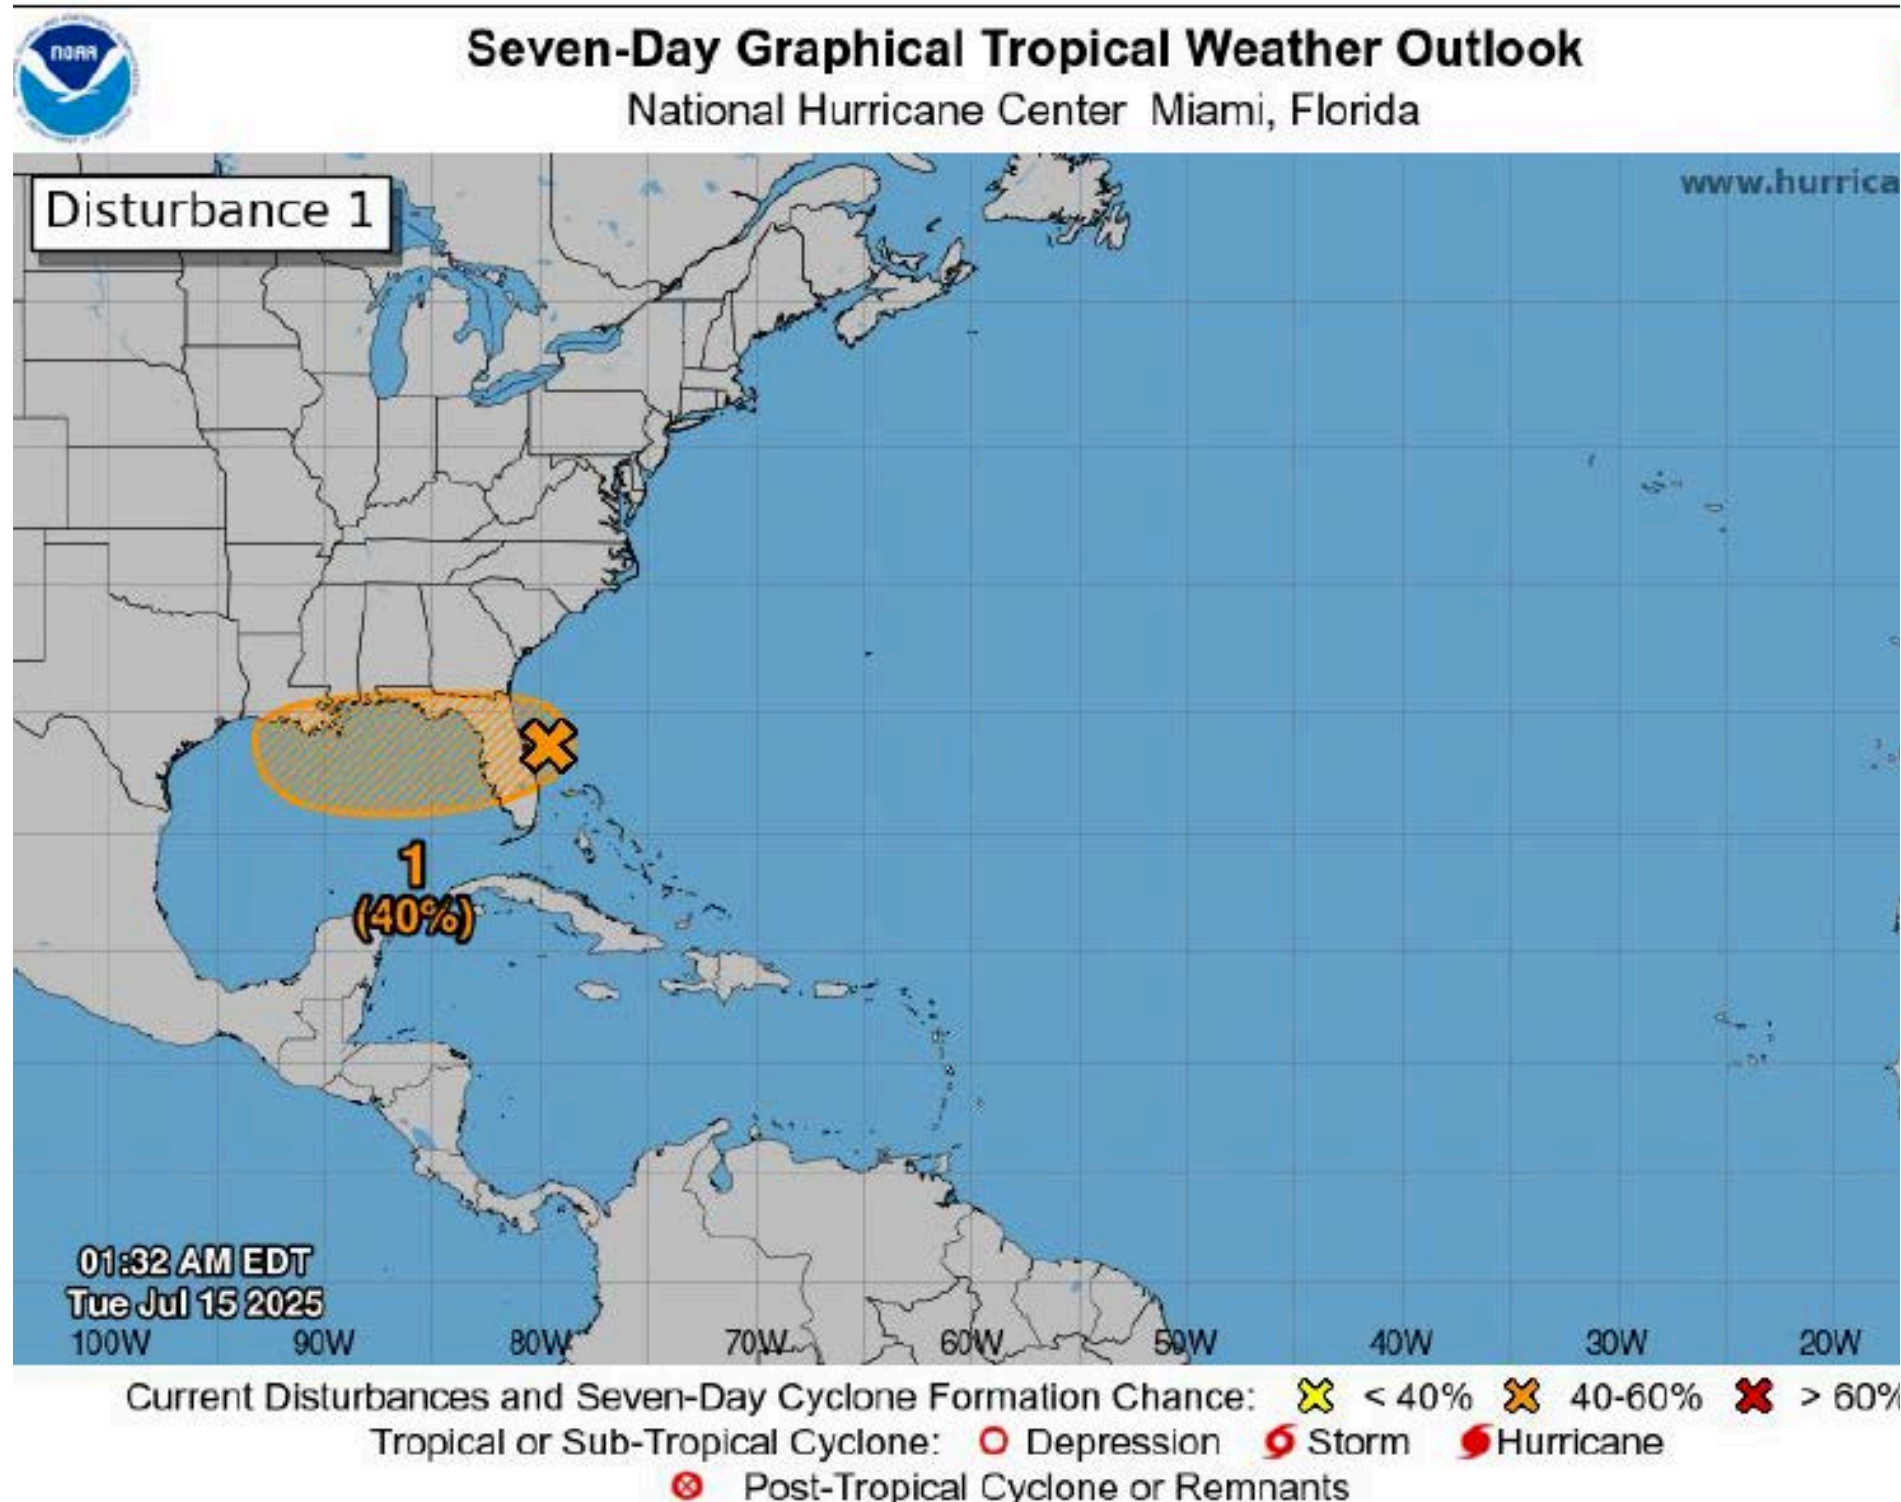 NOAA
Seven-Day Graphical Tropical Weather Outlook
National Hurricane Center Miami, Florida
www.hurrica
Disturbance 1
1
(40%)
01:32 AM EDT
Tue Jul 15 2025
100W 90W 80W 70W 60W 50W 40W 30W 20W
Current Disturbances and Seven-Day Cyclone Formation Chance: < 40% 40-60% > 60%
Tropical or Sub-Tropical Cyclone: Depression Storm Hurricane
Post-Tropical Cyclone or Remnants